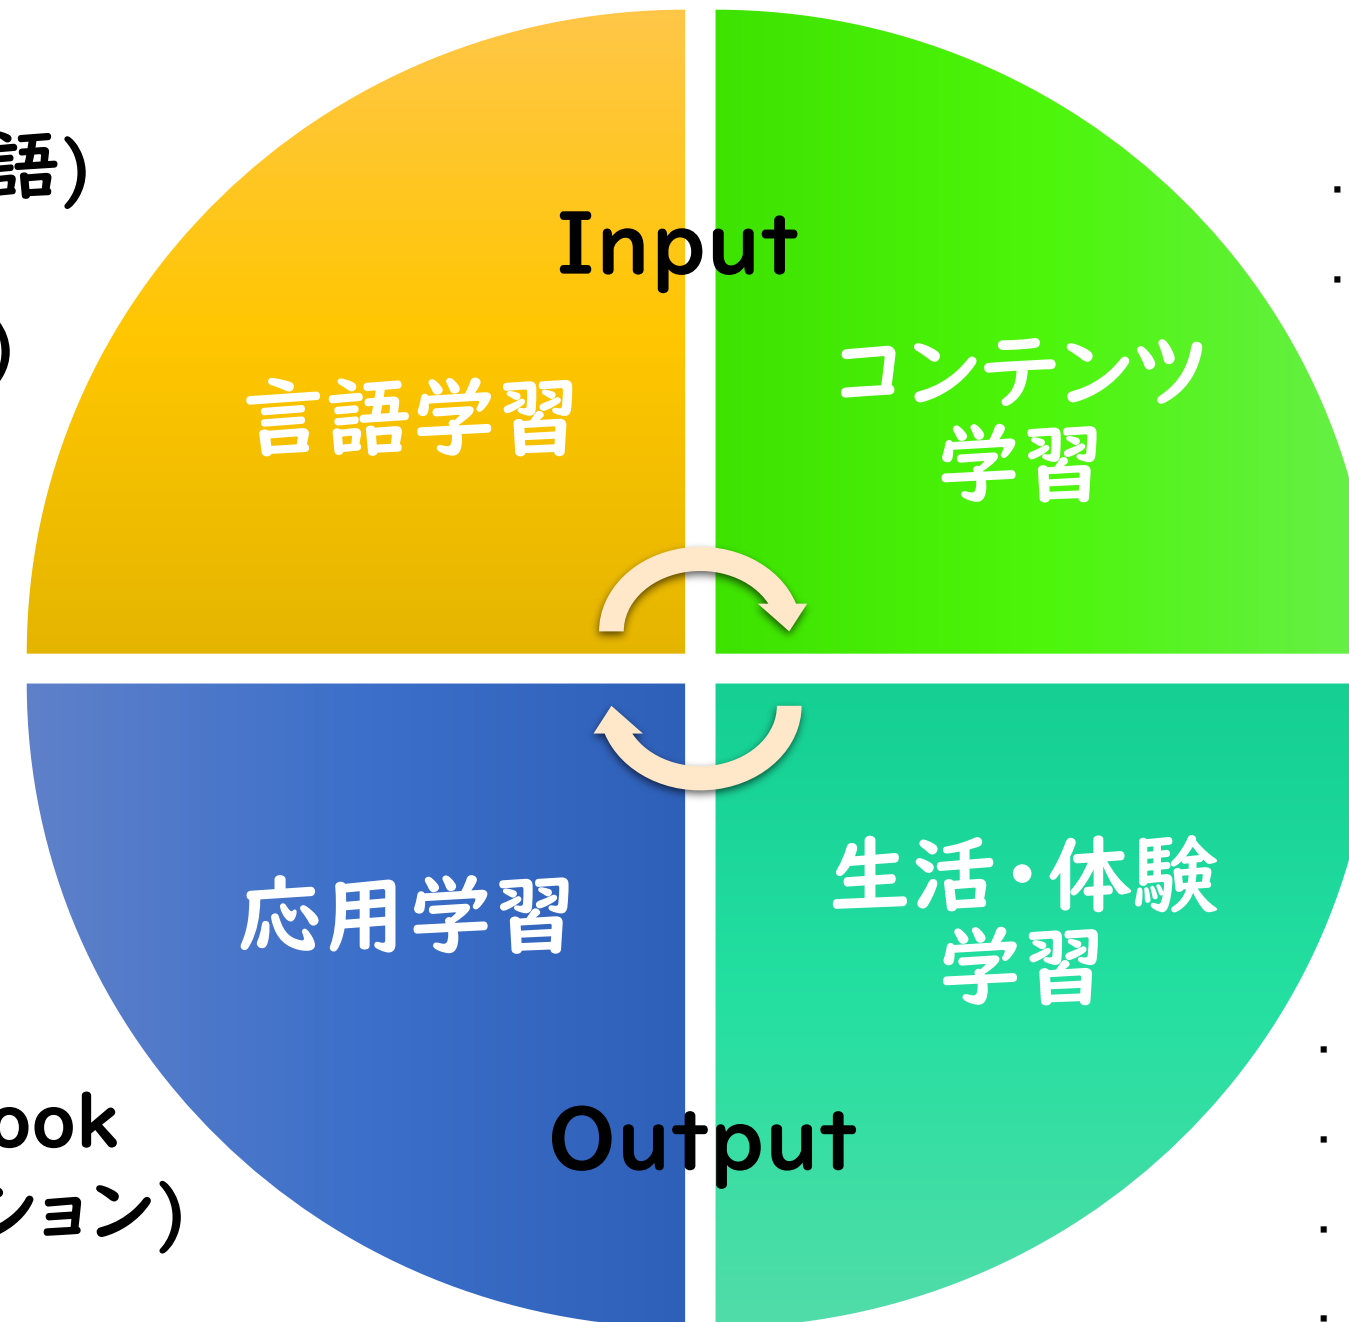 語)
Input
)
コンテンツ
言語学習
学習
生活・体験
応用学習
学習
ook
Output
ション)